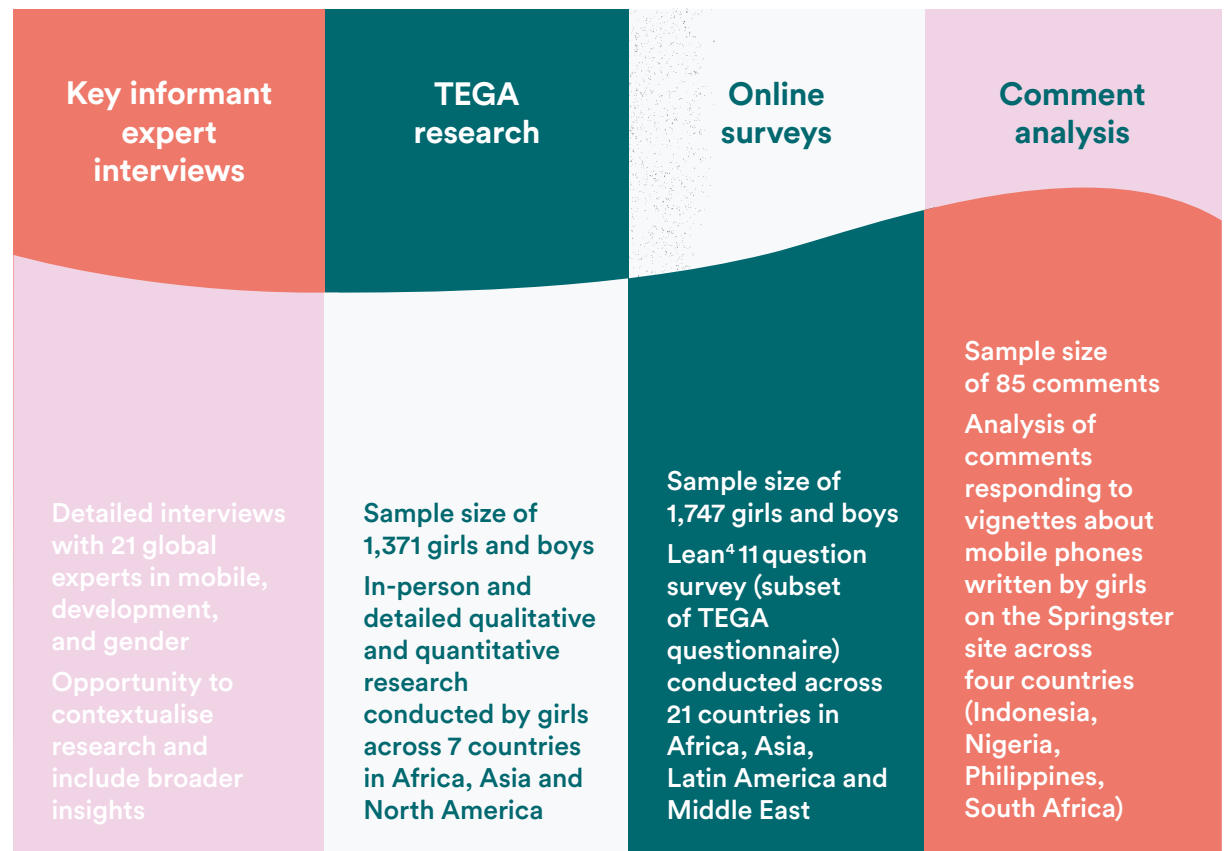 Key informant
expert
interviews
Detailed interviews
with 21 global
experts in mobile,
development,
and gender
Opportunity to
contextualise
research and
include broader
insights
TEGA
research
Sample size of
1,371 girls and boys
In-person and
detailed qualitative
and quantitative
research
conducted by girls
across 7 countries
in Africa, Asia and
North America
Online
surveys
Sample size of
1,747 girls and boys
Lean⁴ 11 question
survey (subset
of TEGA
questionnaire)
conducted across
21 countries in
Africa, Asia,
Latin America and
Middle East
Comment
analysis
Sample size
of 85 comments
Analysis of
comments
responding to
vignettes about
mobile phones
written by girls
on the Springster
site across
four countries
(Indonesia,
Nigeria,
Philippines,
South Africa)